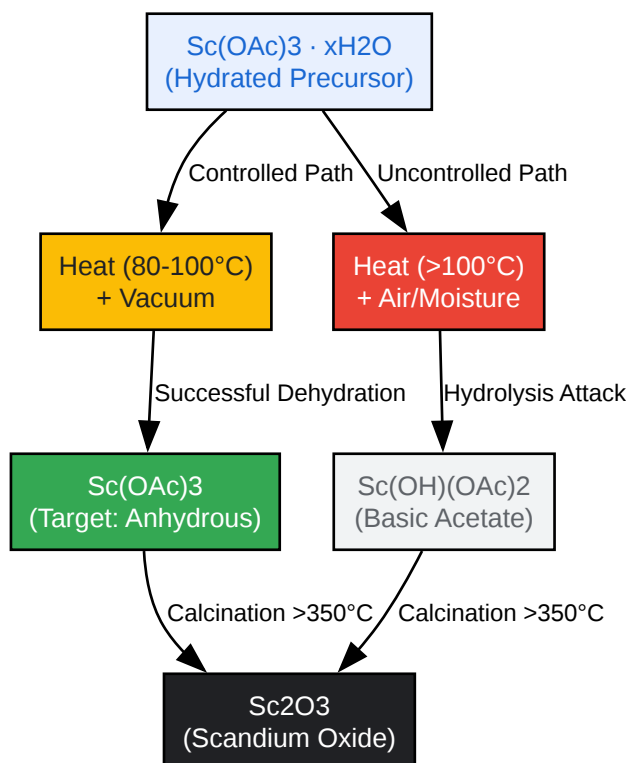 Sc(OAc)3 · xH2O
(Hydrated Precursor)
Controlled Path
Uncontrolled Path
Heat (80-100°C)
+ Vacuum
Heat (>100°C)
+ Air/Moisture
Successful Dehydration
Hydrolysis Attack
Sc(OAc)3
(Target: Anhydrous)
Sc(OH)(OAc)2
(Basic Acetate)
Calcination >350°C
Calcination >350°C
Sc2O3
(Scandium Oxide)